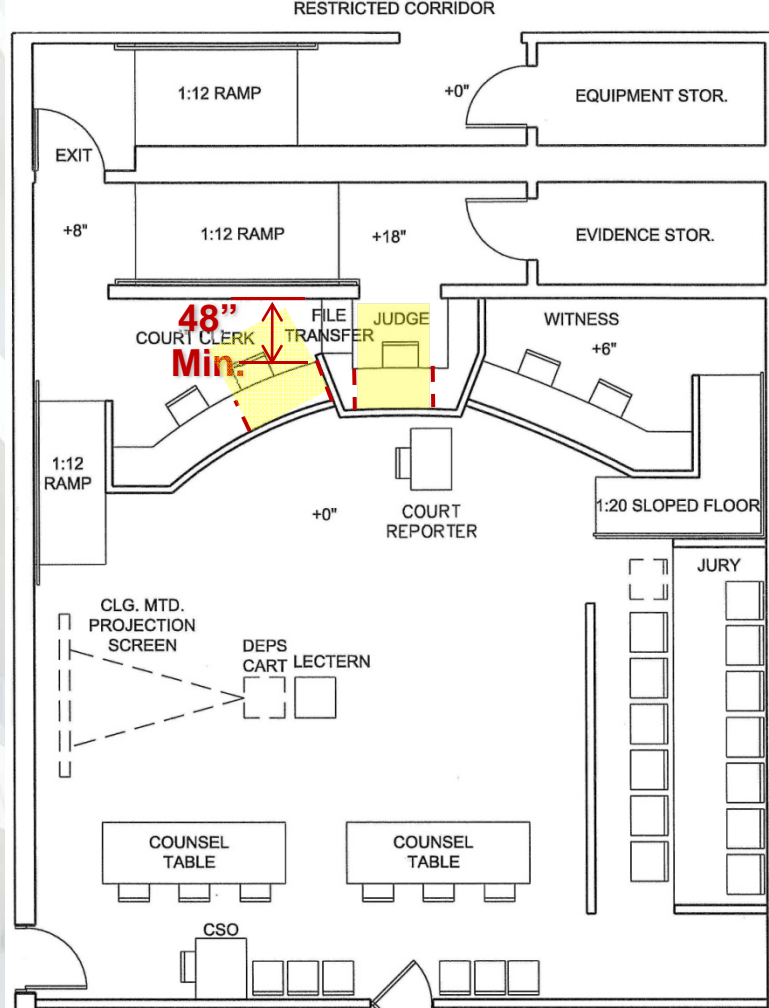 RESTRICTED CORRIDOR
1:12 RAMP
+0"
EQUIPMENT STOR.
EXIT
+8"
1:12 RAMP
+18"
EVIDENCE STOR.
48”
Min.
COURT CLERK
FILE
TRANSFER
JUDGE
WITNESS
+6"
1:12
RAMP
+0"
COURT
REPORTER
1:20 SLOPED FLOOR
JURY
CLG. MTD.
PROJECTION
SCREEN
DEPS
CART
LECTERN
COUNSEL
TABLE
COUNSEL
TABLE
CSO